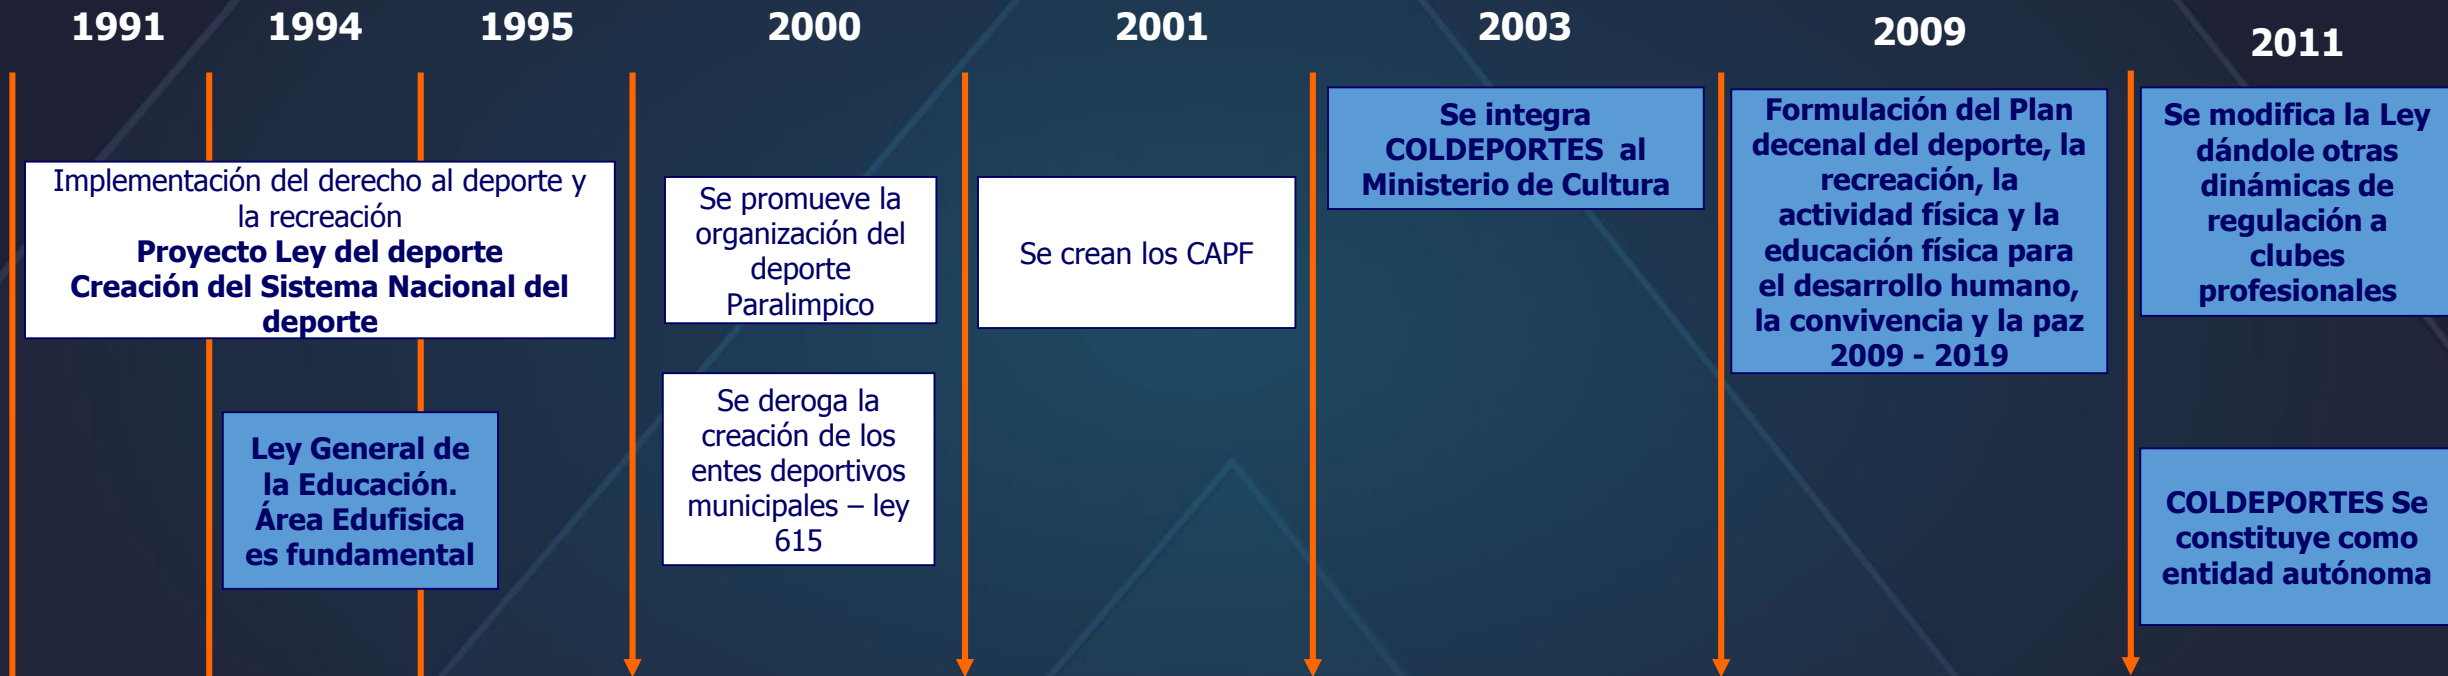 1991
1994
1995
2000
2001
2003
2009
2011
Implementación del derecho al deporte y
la recreación
Proyecto Ley del deporte
Creación del Sistema Nacional del
deporte
Ley General de
la Educación.
Área Edufisica
es fundamental
Se promueve la
organización del
deporte
Paralimpico
Se deroga la
creación de los
entes deportivos
municipales – ley
615
Se crean los CAPF
Se integra
COLDEPORTES al
Ministerio de Cultura
Formulación del Plan
decenal del deporte, la
recreación, la
actividad física y la
educación física para
el desarrollo humano,
la convivencia y la paz
2009 - 2019
Se modifica la Ley
dándole otras
dinámicas de
regulación a
clubes
profesionales
COLDEPORTES Se
constituye como
entidad autónoma